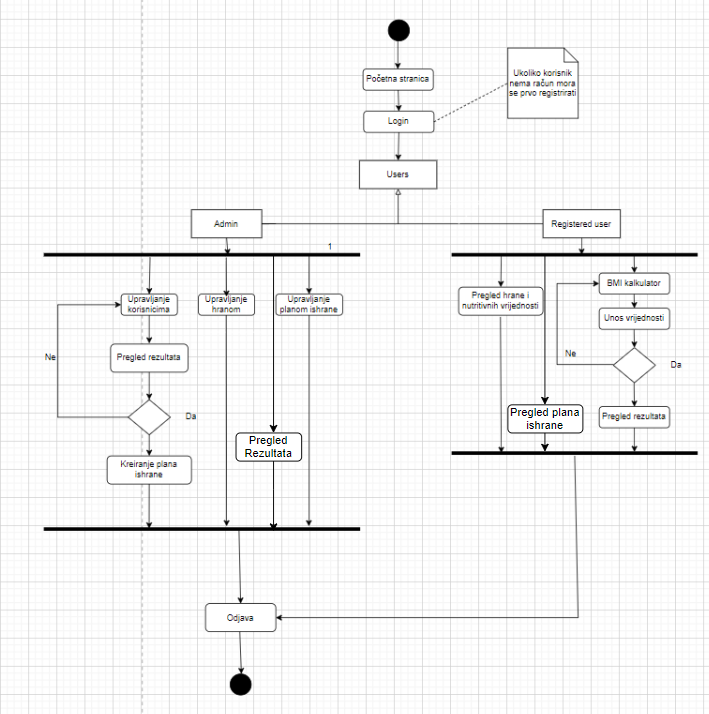 Početna stranica
Ukoliko korisnik
nema račun mora
se prvo registrirati
Login
Users
Admin
Registered user
1
Upravljanje
korisnicima
Upravljanje
hranom
Upravljanje
planom ishrane
Pregled hrane i
nutritivnih vrijednosti
BMI kalkulator
Unos vrijednosti
Ne
Pregled rezultata
Ne
Da
Da
Pregled plana
ishrane
Pregled rezultata
Pregled
Rezultata
Kreiranje plana
ishrane
Odjava